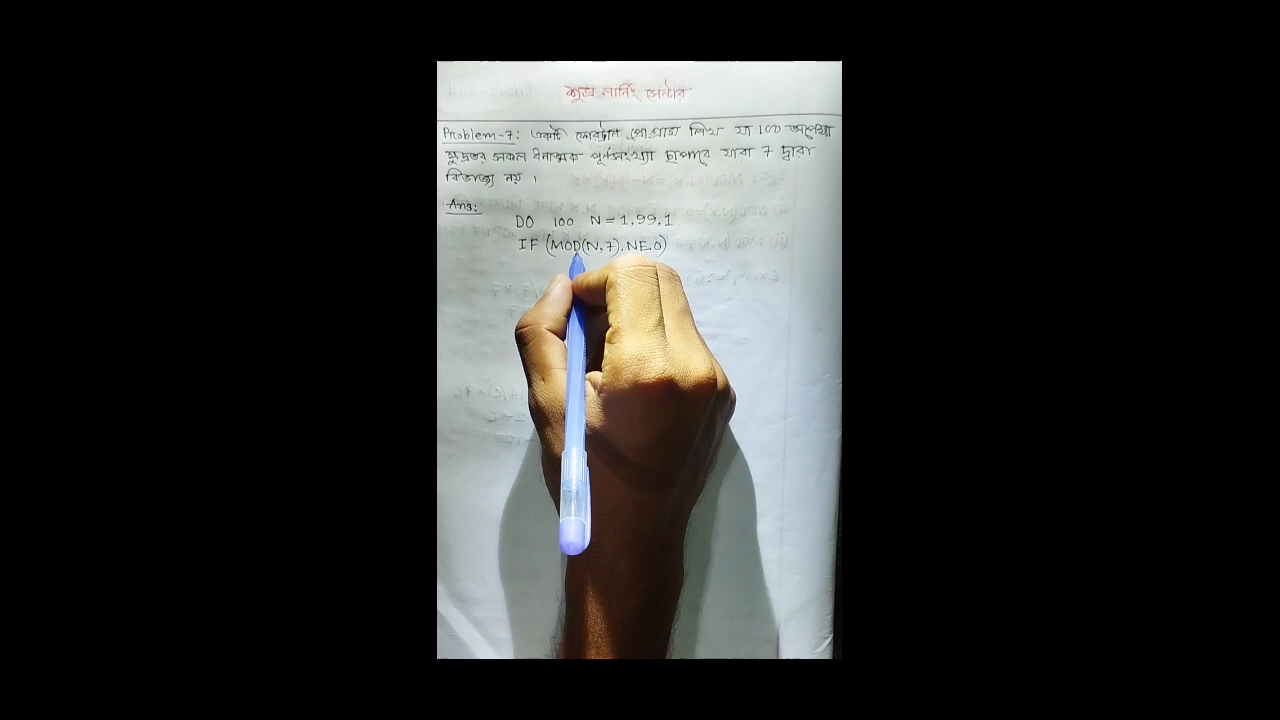 শুভ্র লার্নিং সেন্টার
Problem-7: একটি ফোরট্রান প্রোগ্রাম লিখ যা 100 অপেক্ষা
ক্ষুদ্রতর সকল ধনাত্মক পূর্ণসংখ্যা ছাপাবে যারা 7 দ্বারা
বিভাজ্য নয় ।
Ans:
DO 100 N=1,99,1
IF (MOD(N,7).NE.0)